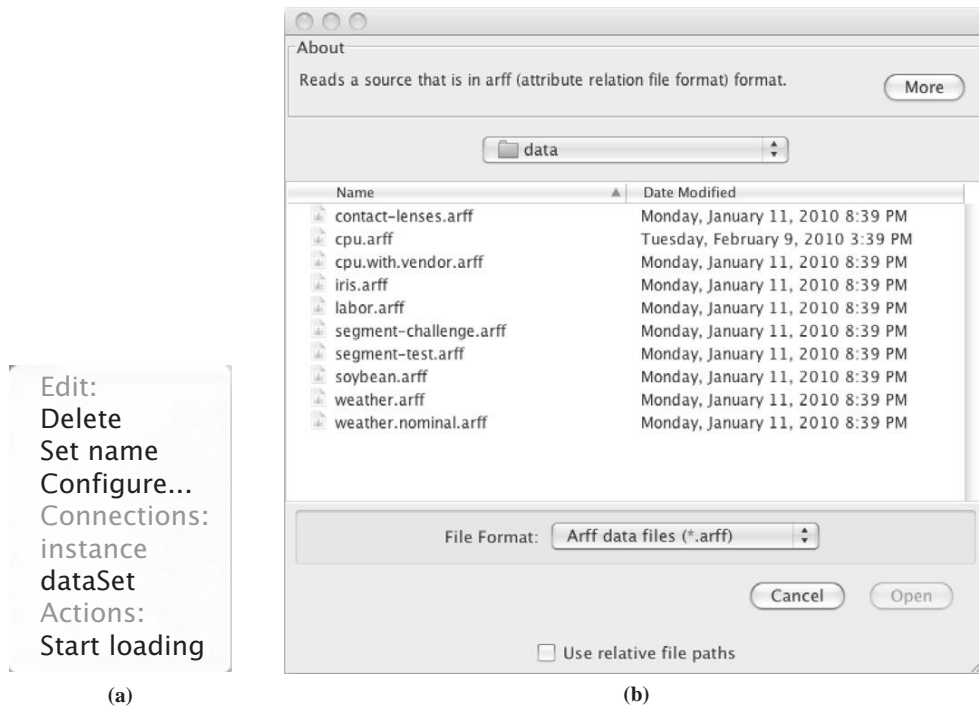 Edit:
Delete
Set name
Configure...
Connections:
instance
dataSet
Actions:
Start loading
(a)
About
Reads a source that is in arff (attribute relation file format) format.
More
data
Name Date Modified
contact-lenses.arff Monday, January 11, 2010 8:39 PM
cpu.arff Tuesday, February 9, 2010 3:39 PM
cpu.with.vendor.arff Monday, January 11, 2010 8:39 PM
iris.arff Monday, January 11, 2010 8:39 PM
labor.arff Monday, January 11, 2010 8:39 PM
segment-challenge.arff Monday, January 11, 2010 8:39 PM
segment-test.arff Monday, January 11, 2010 8:39 PM
soybean.arff Monday, January 11, 2010 8:39 PM
weather.arff Monday, January 11, 2010 8:39 PM
weather.nominal.arff Monday, January 11, 2010 8:39 PM
File Format: Arff data files (*.arff)
Cancel Open
Use relative file paths
(b)